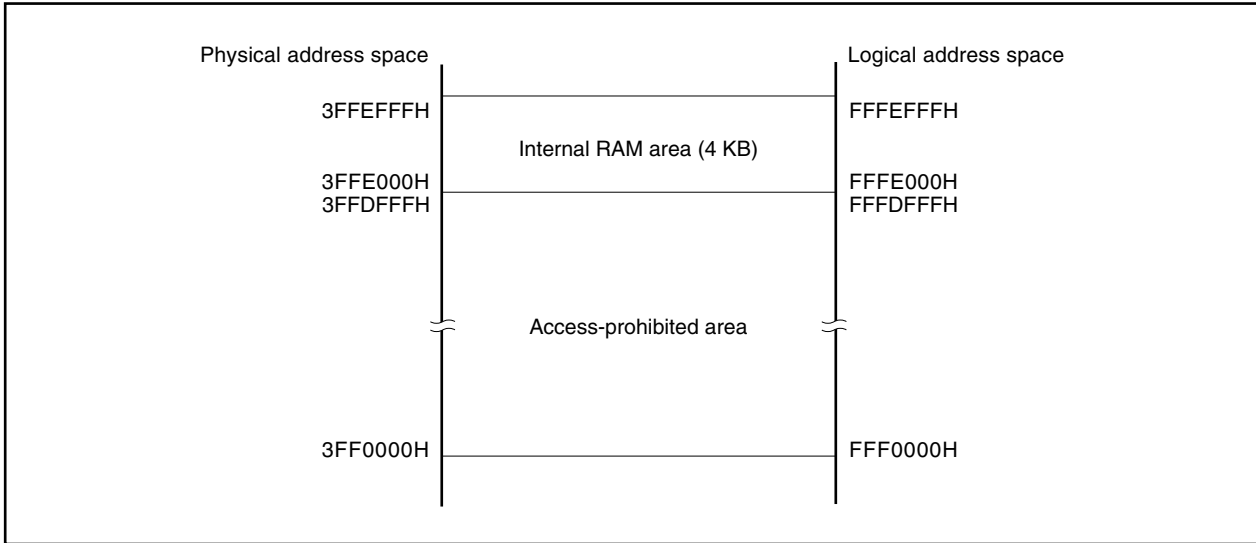 Physical address space
Logical address space
3FFEFFFH
FFFEFFFH
Internal RAM area (4 KB)
3FFE000H
FFFE000H
3FFDFFFH
FFFDFFFH
Access-prohibited area
3FF0000H
FFF0000H